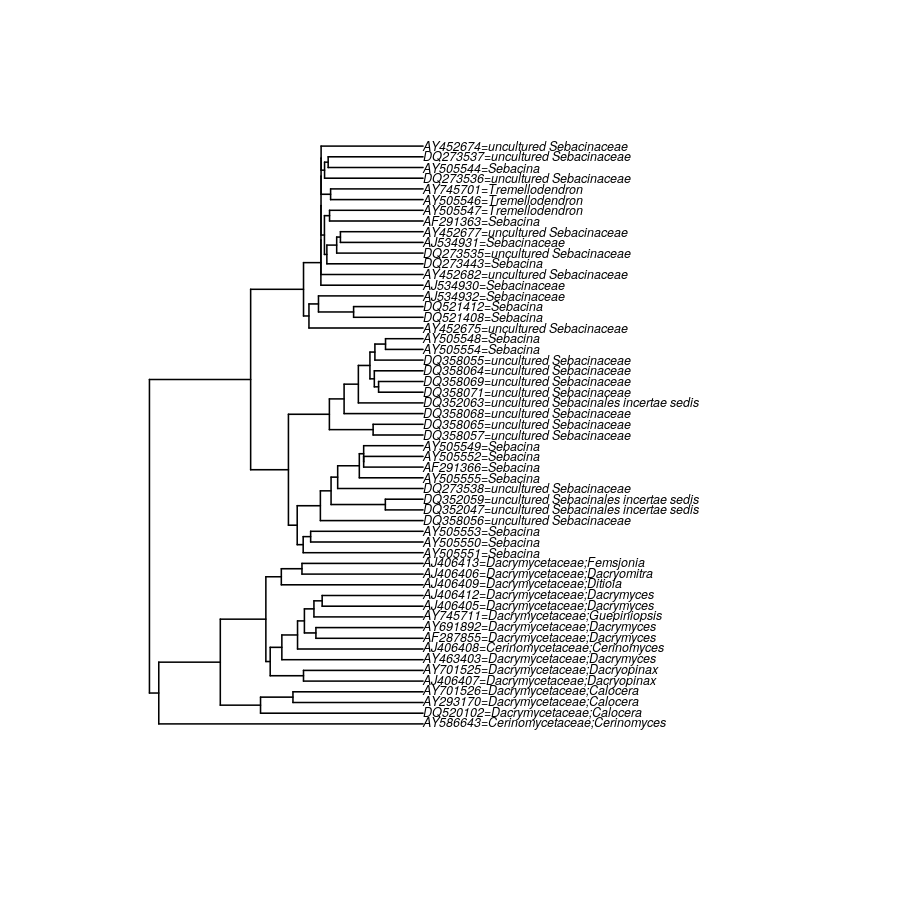 AY452674=uncultured Sebacinaceae
DQ273537=uncultured Sebacinaceae
AY505544=Sebacina
DQ273536=uncultured Sebacinaceae
AY745701=Tremellodendron
AY505546=Tremellodendron
AY505547=Tremellodendron
AF291363=Sebacina
AY452677=uncultured Sebacinaceae
AJ534931=Sebacinaceae
DQ273535=uncultured Sebacinaceae
DQ273443=Sebacina
AY452682=uncultured Sebacinaceae
AJ534930=Sebacinaceae
AJ534932=Sebacinaceae
DQ521412=Sebacina
DQ521408=Sebacina
AY452675=uncultured Sebacinaceae
AY505548=Sebacina
AY505554=Sebacina
DQ358055=uncultured Sebacinaceae
DQ358064=uncultured Sebacinaceae
DQ358069=uncultured Sebacinaceae
DQ358071=uncultured Sebacinaceae
DQ352063=uncultured Sebacinales incertae sedis
DQ358068=uncultured Sebacinaceae
DQ358065=uncultured Sebacinaceae
DQ358057=uncultured Sebacinaceae
AY505549=Sebacina
AY505552=Sebacina
AF291366=Sebacina
AY505555=Sebacina
DQ273538=uncultured Sebacinaceae
DQ352059=uncultured Sebacinales incertae sedis
DQ352047=uncultured Sebacinales incertae sedis
DQ358056=uncultured Sebacinaceae
AY505553=Sebacina
AY505550=Sebacina
AY505551=Sebacina
AJ406413=Dacrymycetaceae;Femsjonia
AJ406406=Dacrymycetaceae;Dacryomitra
AJ406409=Dacrymycetaceae;Ditiola
AJ406412=Dacrymycetaceae;Dacrymyces
AJ406405=Dacrymycetaceae;Dacrymyces
AY745711=Dacrymycetaceae;Guepiniopsis
AY691892=Dacrymycetaceae;Dacrymyces
AF287855=Dacrymycetaceae;Dacrymyces
AJ406408=Cerinomycetaceae;Cerinomyces
AY463403=Dacrymycetaceae;Dacrymyces
AY701525=Dacrymycetaceae;Dacryopinax
AJ406407=Dacrymycetaceae;Dacryopinax
AY701526=Dacrymycetaceae;Calocera
AY293170=Dacrymycetaceae;Calocera
DQ520102=Dacrymycetaceae;Calocera
AY586643=Cerinomycetaceae;Cerinomyces